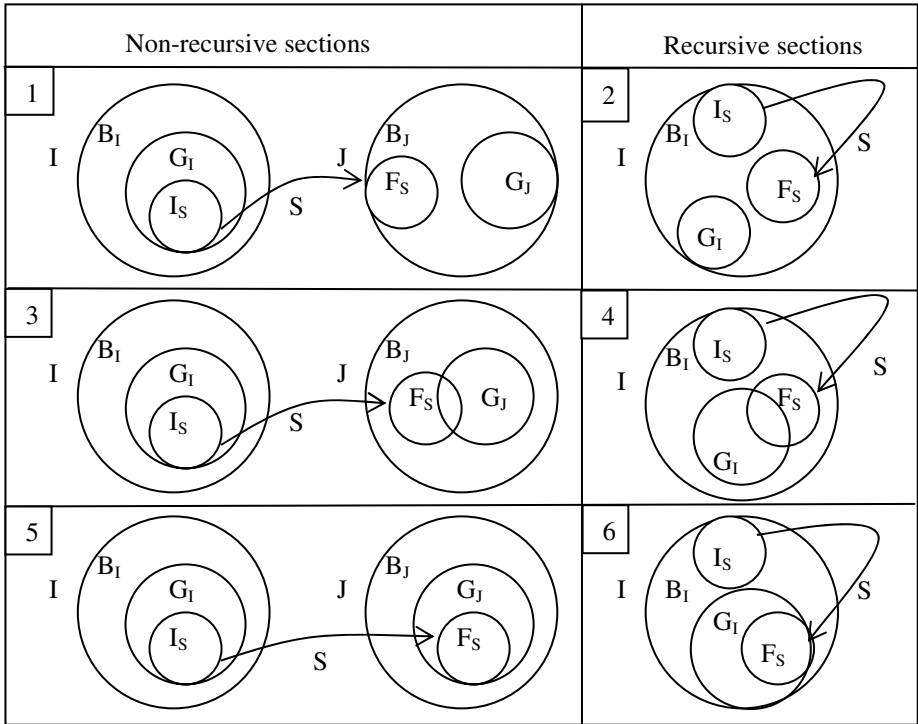 Non-recursive sections
Recursive sections
1
I
B_I
G_I
I_S
S
J
B_J
F_S
G_J
2
I
B_I
I_S
F_S
G_I
S
3
I
B_I
G_I
I_S
S
J
B_J
F_S
G_J
4
I
B_I
I_S
F_S
G_I
S
5
I
B_I
G_I
I_S
S
J
B_J
G_J
F_S
6
I
B_I
I_S
G_I
F_S
S